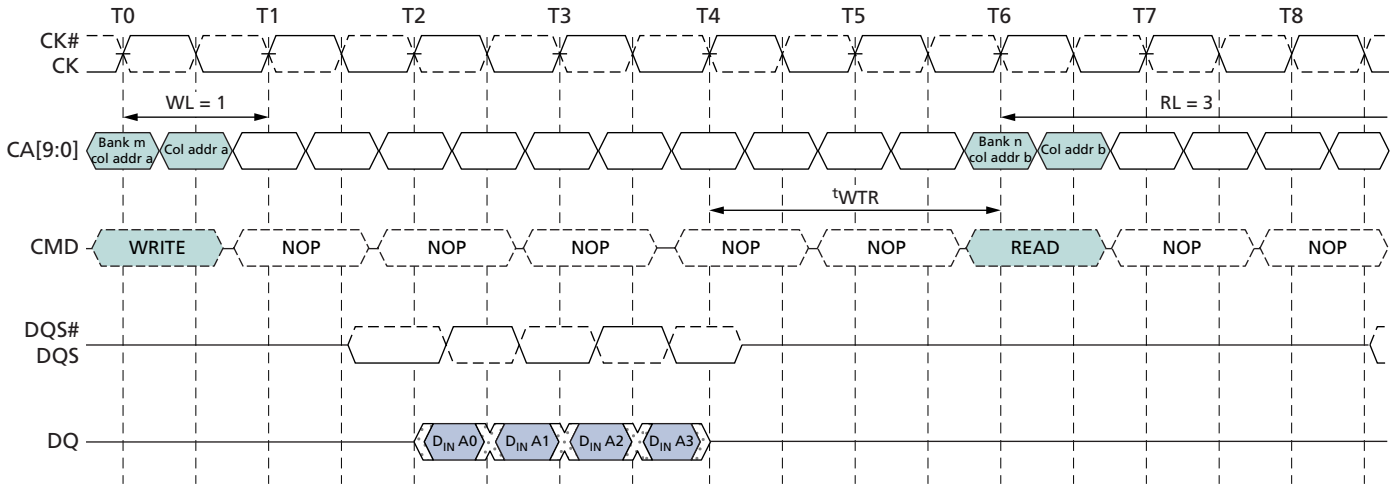 T0 T1 T2 T3 T4 T5 T6 T7 T8
CK#
CK
WL = 1 RL = 3
CA[9:0] Bank m col addr a Col addr a Bank n col addr b Col addr b
tWTR
CMD WRITE NOP NOP NOP NOP NOP READ NOP NOP
DQS#
DQS
DQ DIN A0 DIN A1 DIN A2 DIN A3